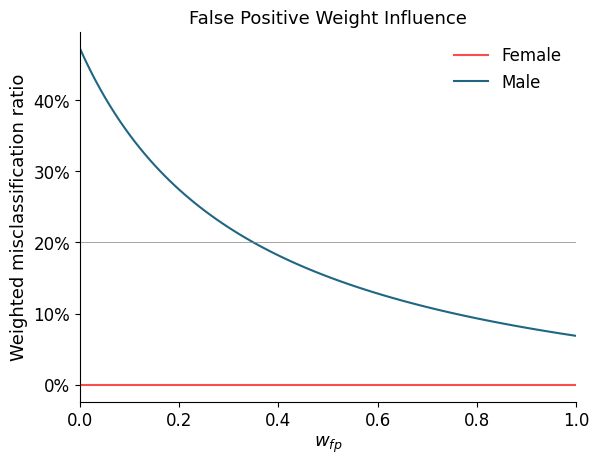 False Positive Weight Influence
Female
Male
Weighted misclassification ratio
40%
30%
20%
10%
0%
0.0 0.2 0.4 0.6 0.8 1.0
w_{fp}